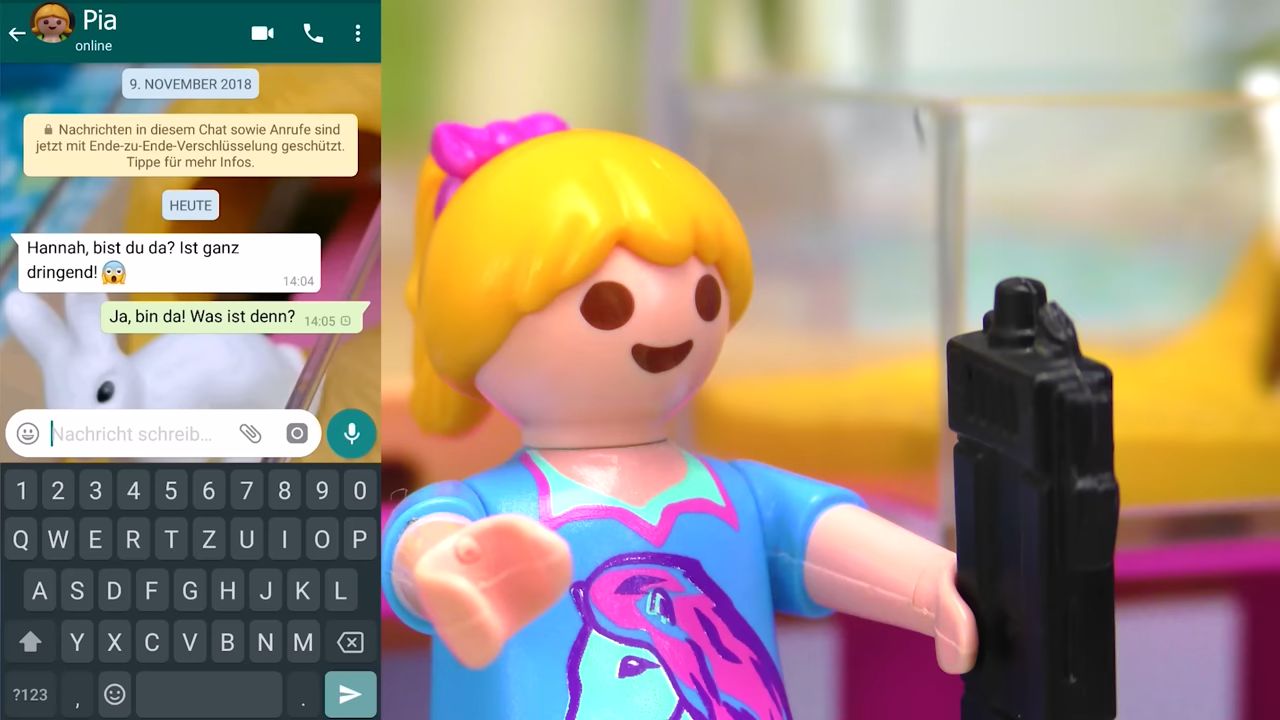 Pia
online
9. NOVEMBER 2018
Nachrichten in diesem Chat sowie Anrufe sind
jetzt mit Ende-zu-Ende-Verschlüsselung geschützt.
Tippe für mehr Infos.
HEUTE
Hannah, bist du da? Ist ganz
dringend! 😱
14:04
Ja, bin da! Was ist denn? 14:05
Nachricht schreib...
1 2 3 4 5 6 7 8 9 0
Q W E R T Z U I O P
A S D F G H J K L
Y X C V B N M
?123 , .